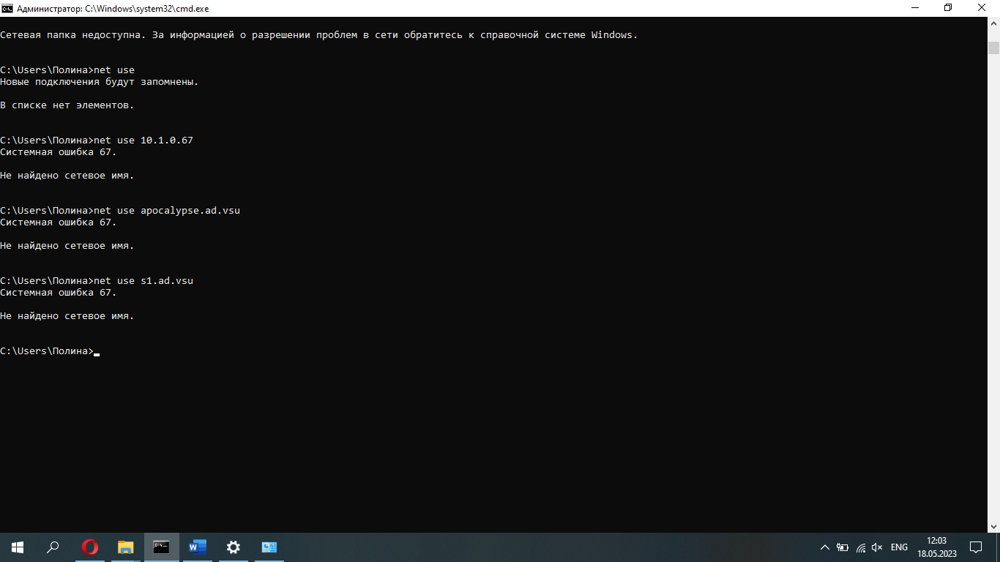 Администратор: C:\Windows\system32\cmd.exe
Сетевая папка недоступна. За информацией о разрешении проблем в сети обратитесь к справочной системе Windows.
C:\Users\Полина>net use
Новые подключения будут запомнены.
В списке нет элементов.
C:\Users\Полина>net use 10.1.0.67
Системная ошибка 67.
Не найдено сетевое имя.
C:\Users\Полина>net use apocalypse.ad.vsu
Системная ошибка 67.
Не найдено сетевое имя.
C:\Users\Полина>net use s1.ad.vsu
Системная ошибка 67.
Не найдено сетевое имя.
C:\Users\Полина>
ENG
12:03
18.05.2023